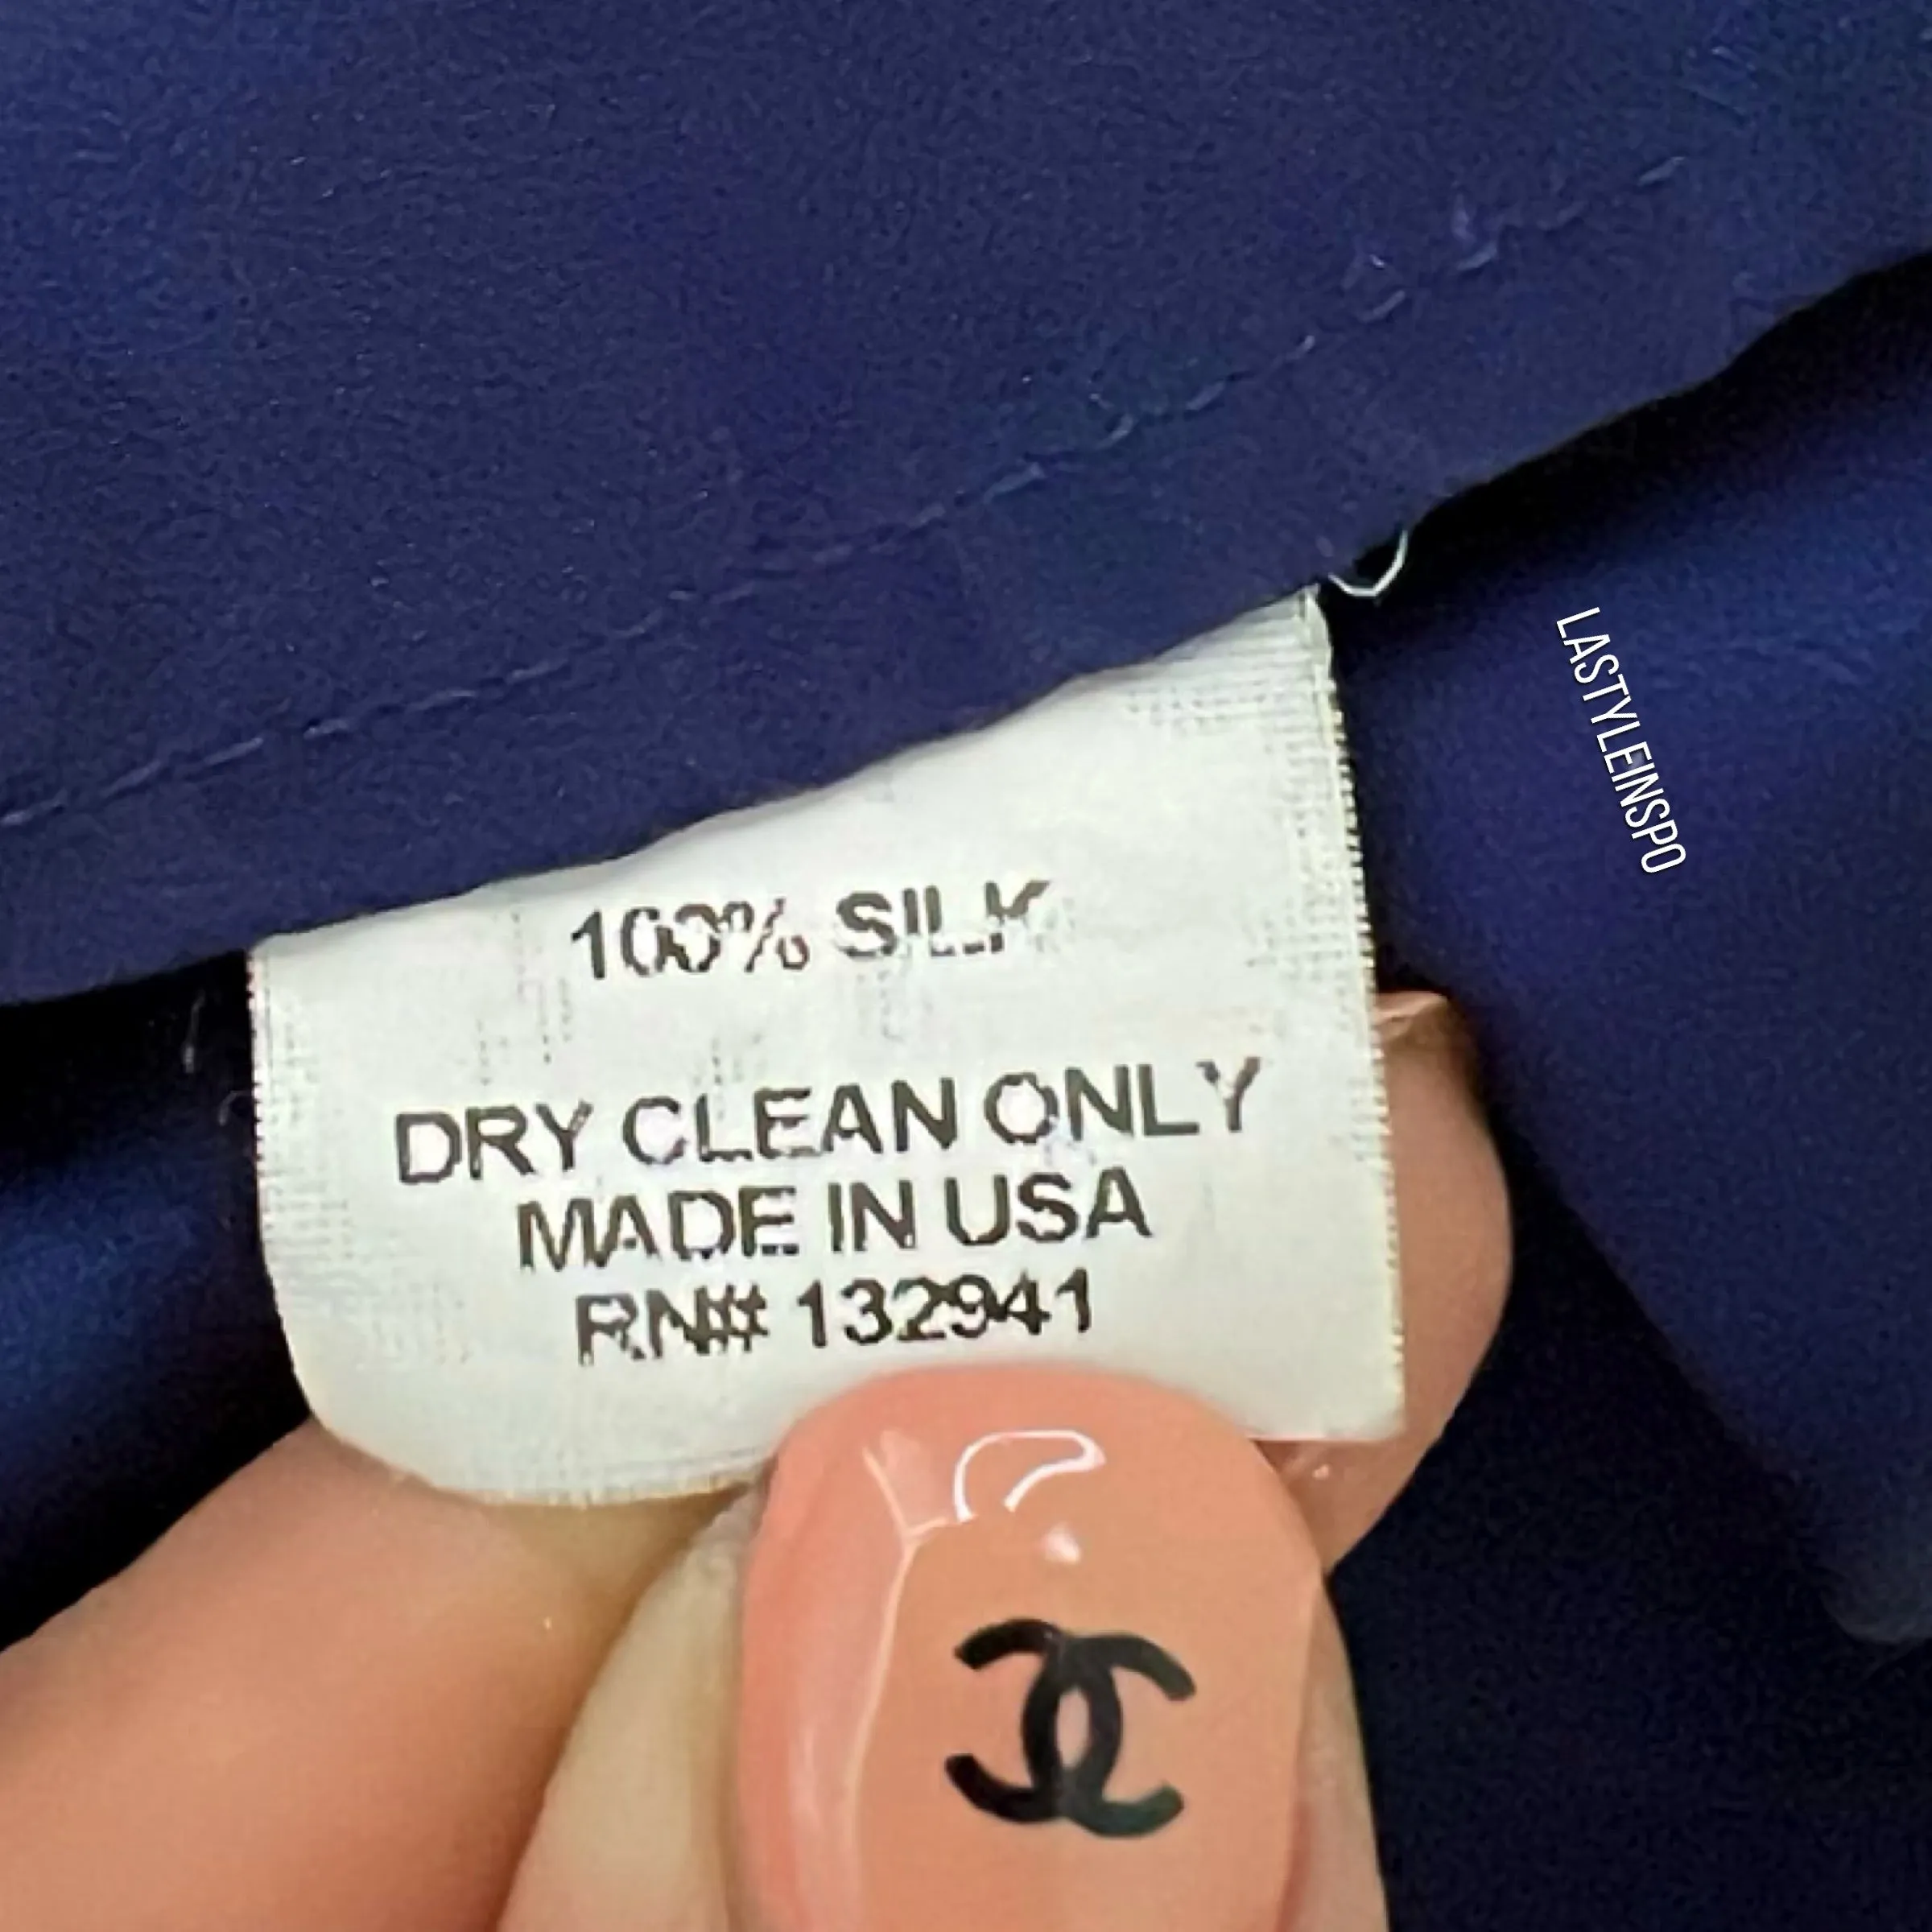 100% SILK
DRY CLEAN ONLY
MADE IN USA
RN# 132941
LASTYLEINSPO